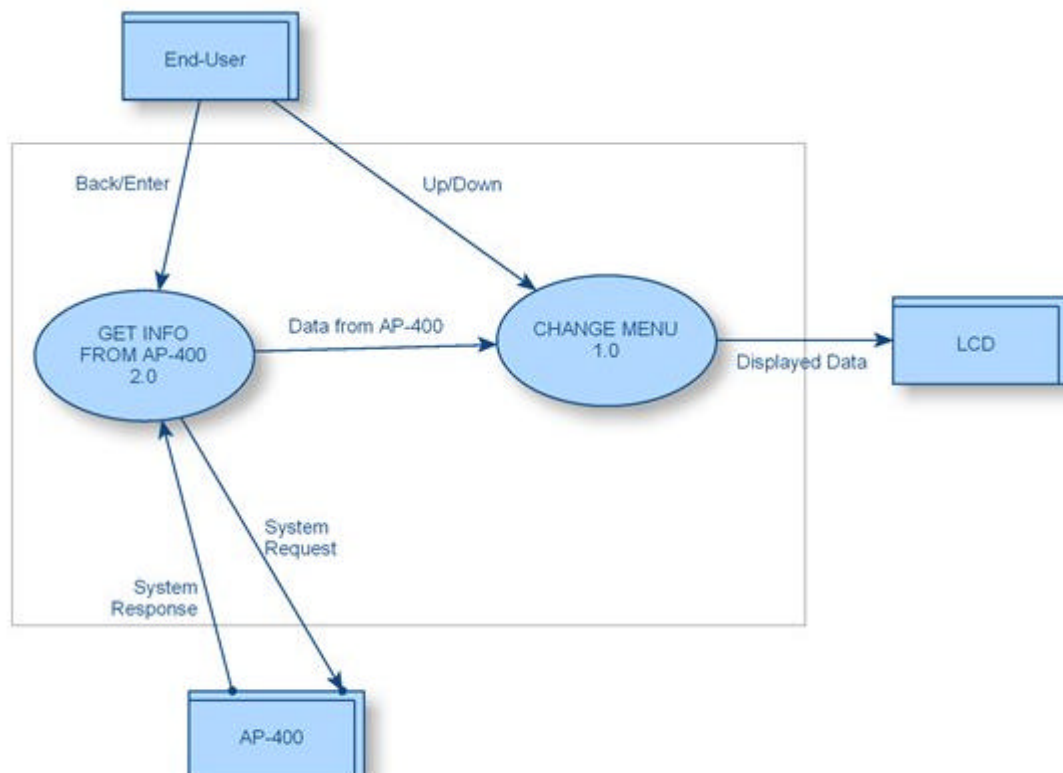 End-User
Back/Enter
Up/Down
GET INFO
FROM AP-400
2.0
Data from AP-400
CHANGE MENU
1.0
Displayed Data
LCD
System
Request
System
Response
AP-400